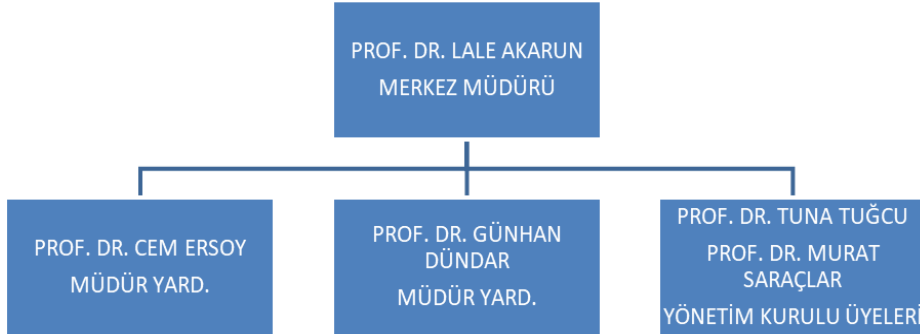 PROF. DR. LALE AKARUN
MERKEZ MÜDÜRÜ
PROF. DR. CEM ERSOY
MÜDÜR YARD.
PROF. DR. GÜNHAN
DÜNDAR
MÜDÜR YARD.
PROF. DR. TUNA TUĞCU
PROF. DR. MURAT
SARAÇLAR
YÖNETİM KURULU ÜYELERİ